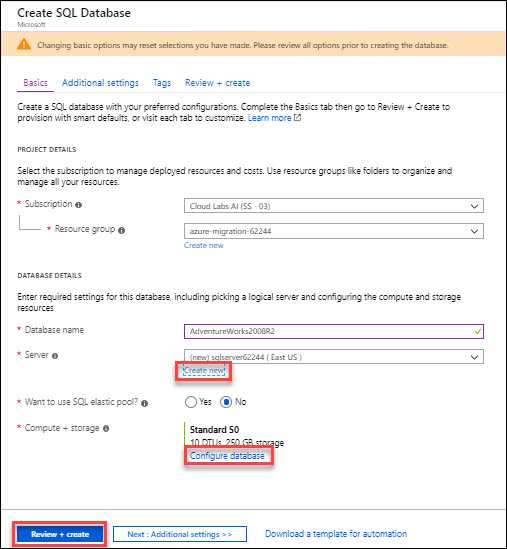 Create SQL Database
Microsoft
Changing basic options may reset selections you have made. Please review all options prior to creating the database.
Basics Additional settings Tags Review + create
Create a SQL database with your preferred configurations. Complete the Basics tab then go to Review + Create to
provision with smart defaults, or visit each tab to customize. Learn more
PROJECT DETAILS
Select the subscription to manage deployed resources and costs. Use resource groups like folders to organize and
manage all your resources.
* Subscription
Cloud Labs AI (SS - 03)
* Resource group
azure-migration-62244
Create new
DATABASE DETAILS
Enter required settings for this database, including picking a logical server and configuring the compute and storage
resources
* Database name
AdventureWorks2008R2
* Server
(new) sqlserver62244 ( East US )
Create new
* Want to use SQL elastic pool?
Yes No
* Compute + storage
Standard S0
10 DTUs, 250 GB storage
Configure database
Review + create
Next : Additional settings >>
Download a template for automation